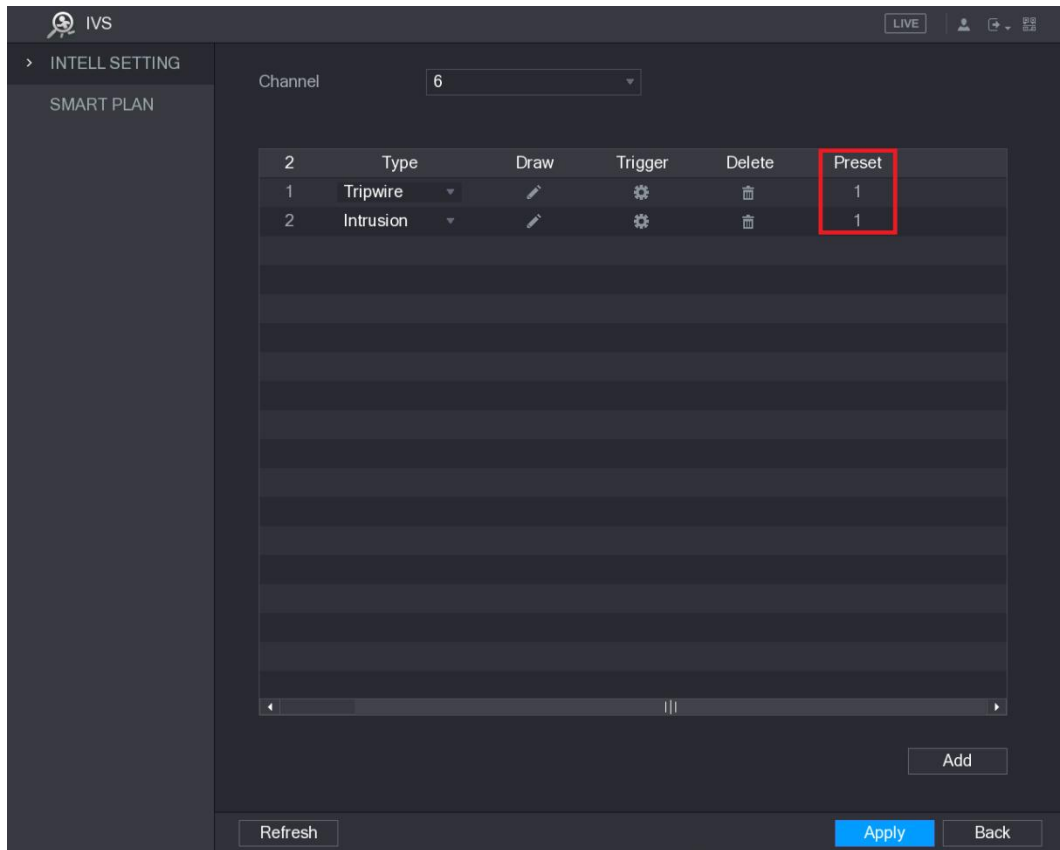 IVS LIVE
INTELL SETTING
SMART PLAN
Channel 6
2 Type Draw Trigger Delete Preset
1 Tripwire 1
2 Intrusion 1
Add
Refresh Apply Back